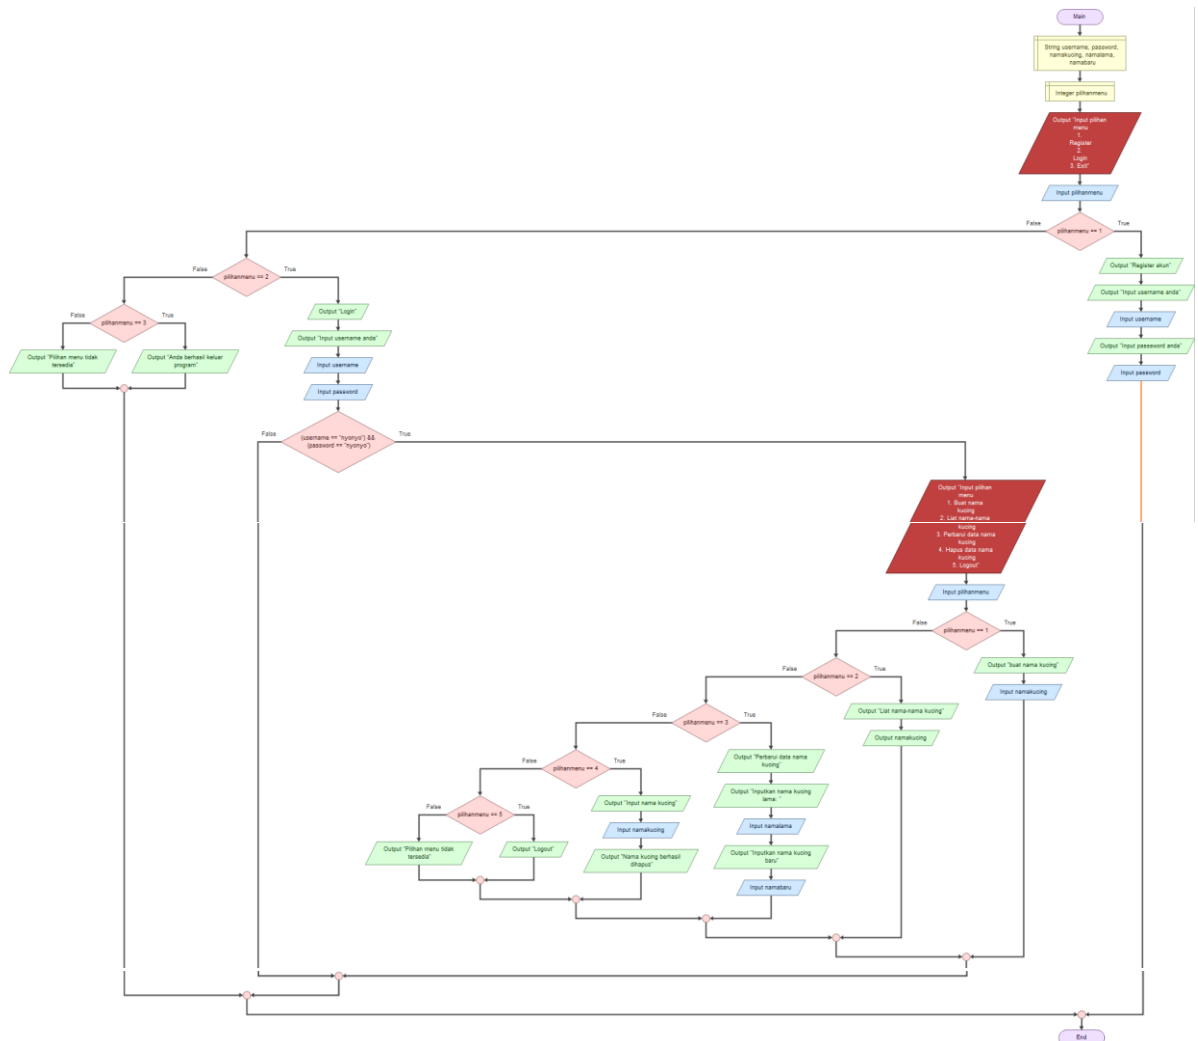 Main
String username, password,
namakucing, namalama,
namabaru
Integer pilihanmenu
Output "Input pilihan
menu
1.
Register
2.
Login
3. Exit"
Input pilihanmenu
False
True
pilihanmenu == 1
Output "Register akun"
Output "Input username anda"
Input username
Output "Input passsword anda"
Input password
False
True
pilihanmenu == 2
False
True
pilihanmenu == 3
Output "Pilihan menu tidak
tersedia"
Output "Anda berhasil keluar
program"
Output "Login"
Output "Input username anda"
Input username
Input password
False
True
(username == "nyonyo") &&
(password == "nyonyo")
Output "Input pilihan
menu
1. Buat nama
kucing
2. Liat nama-nama
kucing
3. Perbarui data nama
kucing
4. Hapus data nama
kucing
5. Logout"
Input pilihanmenu
False
True
pilihanmenu == 1
Output "buat nama kucing"
Input namakucing
False
True
pilihanmenu == 2
Output "Liat nama-nama kucing"
Output namakucing
False
True
pilihanmenu == 3
Output "Perbarui data nama
kucing"
Output "Inputkan nama kucing
lama: "
Input namalama
Output "Inputkan nama kucing
baru"
Input namabaru
False
True
pilihanmenu == 4
Output "Input nama kucing"
Input namakucing
Output "Nama kucing berhasil
dihapus"
False
True
pilihanmenu == 5
Output "Pilihan menu tidak
tersedia"
Output "Logout"
End